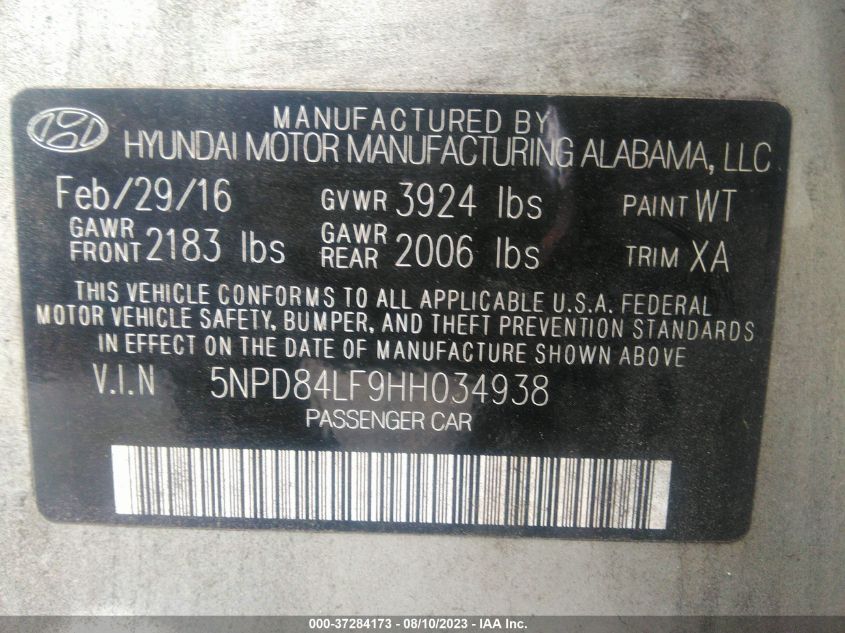 MANUFACTURED BY
HYUNDAI MOTOR MANUFACTURING ALABAMA, LLC
Feb/29/16 GVWR 3924 lbs PAINT WT
GAWR FRONT 2183 lbs GAWR REAR 2006 lbs TRIM XA
THIS VEHICLE CONFORMS TO ALL APPLICABLE U.S.A. FEDERAL
MOTOR VEHICLE SAFETY, BUMPER, AND THEFT PREVENTION STANDARDS
IN EFFECT ON THE DATE OF MANUFACTURE SHOWN ABOVE
V.I.N 5NPD84LF9HH034938
PASSENGER CAR
000-37284173 - 08/10/2023 - IAA Inc.